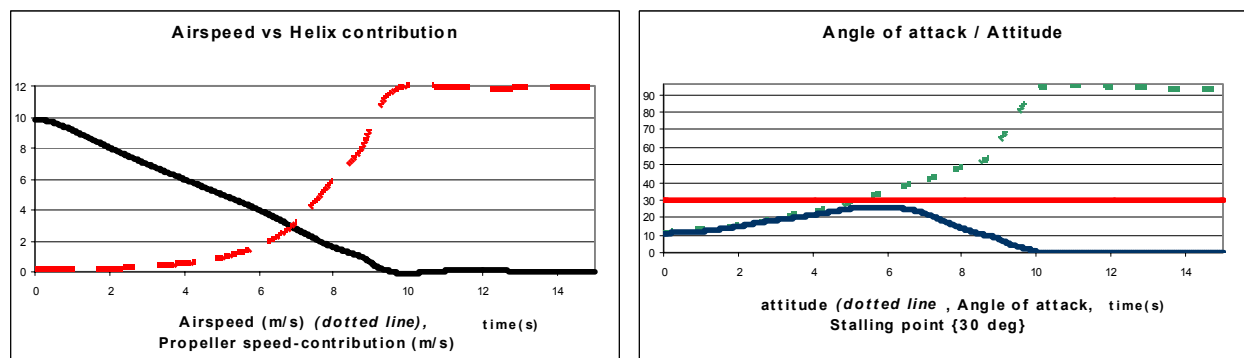 Airspeed vs Helix contribution
12
10
8
6
4
2
0
0 2 4 6 8 10 12 14
Airspeed (m/s) (dotted line), time(s)
Propeller speed-contribution (m/s)
Angle of attack / Attitude
90
80
70
60
50
40
30
20
10
0
0 2 4 6 8 10 12 14
attitude (dotted line , Angle of attack, time(s)
Stalling point {30 deg}